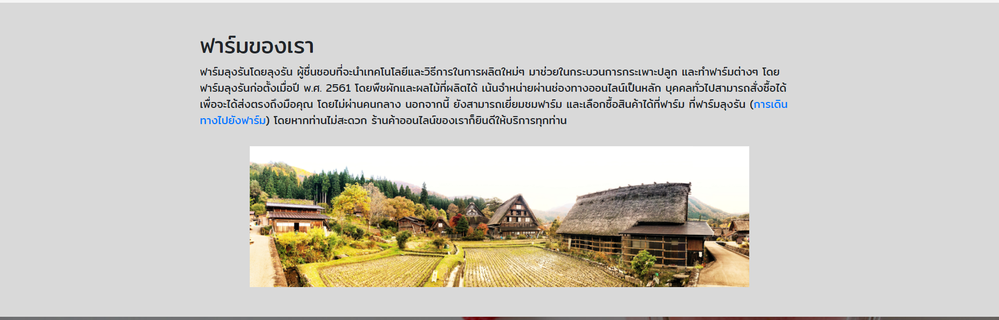 ฟาร์มของเรา
ฟาร์มลุงรันโดยลุงรัน ผู้ชื่นชอบที่จะนำเทคโนโลยีและวิธีการในการผลิตใหม่ๆ มาช่วยในกระบวนการกระเพาะปลูก และทำฟาร์มต่างๆ โดย
ฟาร์มลุงรันก่อตั้งเมื่อปี พ.ศ. 2561 โดยพืชผักและผลไม้ที่ผลิตได้ เน้นจำหน่ายผ่านช่องทางออนไลน์เป็นหลัก บุคคลทั่วไปสามารถสั่งซื้อได้
เพื่อจะได้ส่งตรงถึงมือคุณ โดยไม่ผ่านคนกลาง นอกจากนี้ ยังสามารถเยี่ยมชมฟาร์ม และเลือกซื้อสินค้าได้ที่ฟาร์ม ที่ฟาร์มลุงรัน (การเดิน
ทางไปยังฟาร์ม) โดยหากท่านไม่สะดวก ร้านค้าออนไลน์ของเราก็ยินดีให้บริการทุกท่าน